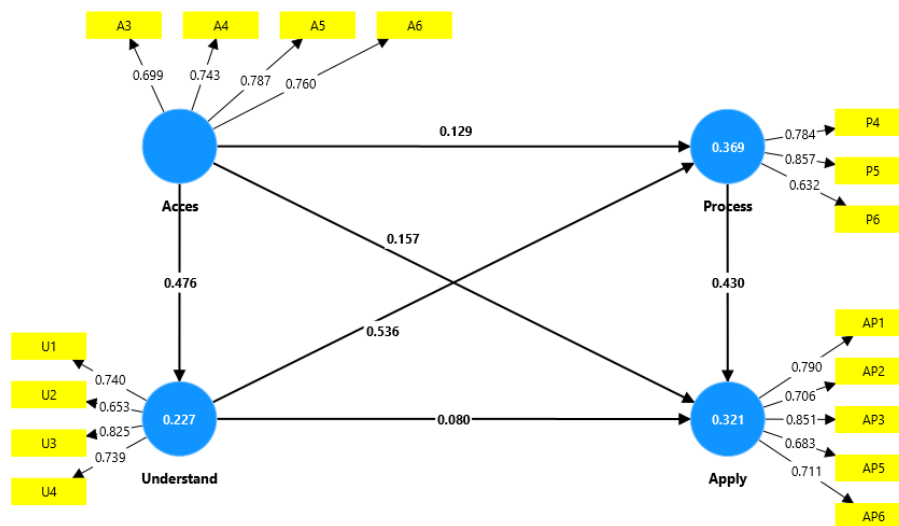 A3
A4
A5
A6
0.699
0.743
0.787
0.760
Acces
0.129
0.369
Process
P4
P5
P6
0.784
0.857
0.632
0.157
0.476
0.430
0.536
U1
U2
U3
U4
0.740
0.653
0.825
0.739
0.227
Understand
0.080
0.321
Apply
AP1
AP2
AP3
AP5
AP6
0.790
0.706
0.851
0.683
0.711